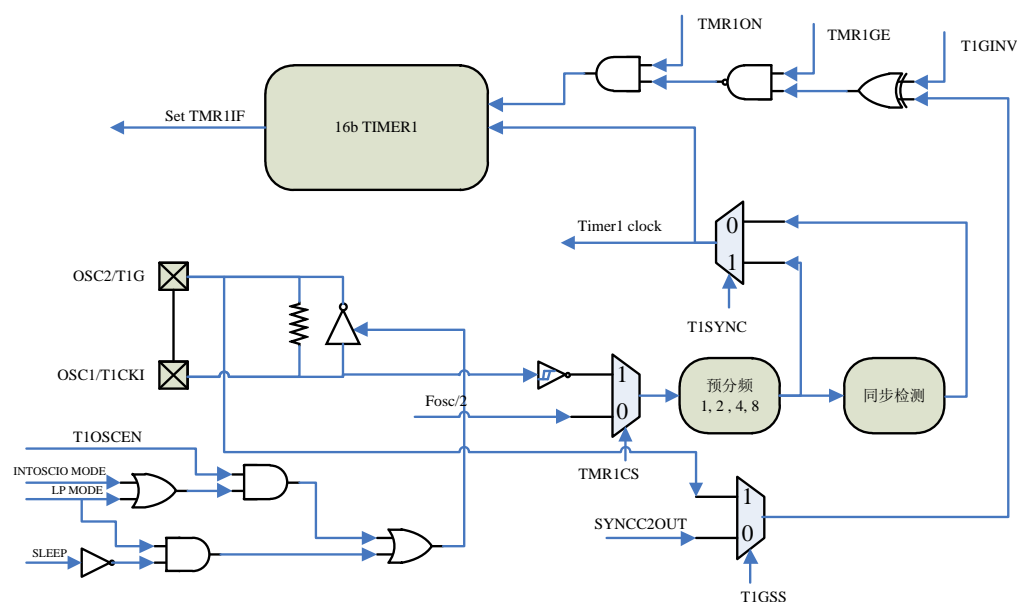 TMR1ON
TMR1GE
T1GINV
Set TMR1IF
16b TIMER1
Timer1 clock
0
1
T1SYNC
OSC2/T1G
OSC1/T1CKI
Fosc/2
1
0
TMR1CS
预分频
1, 2 , 4, 8
同步检测
T1OSCEN
INTOSCIO MODE
LP MODE
SLEEP
SYNCC2OUT
1
0
T1GSS